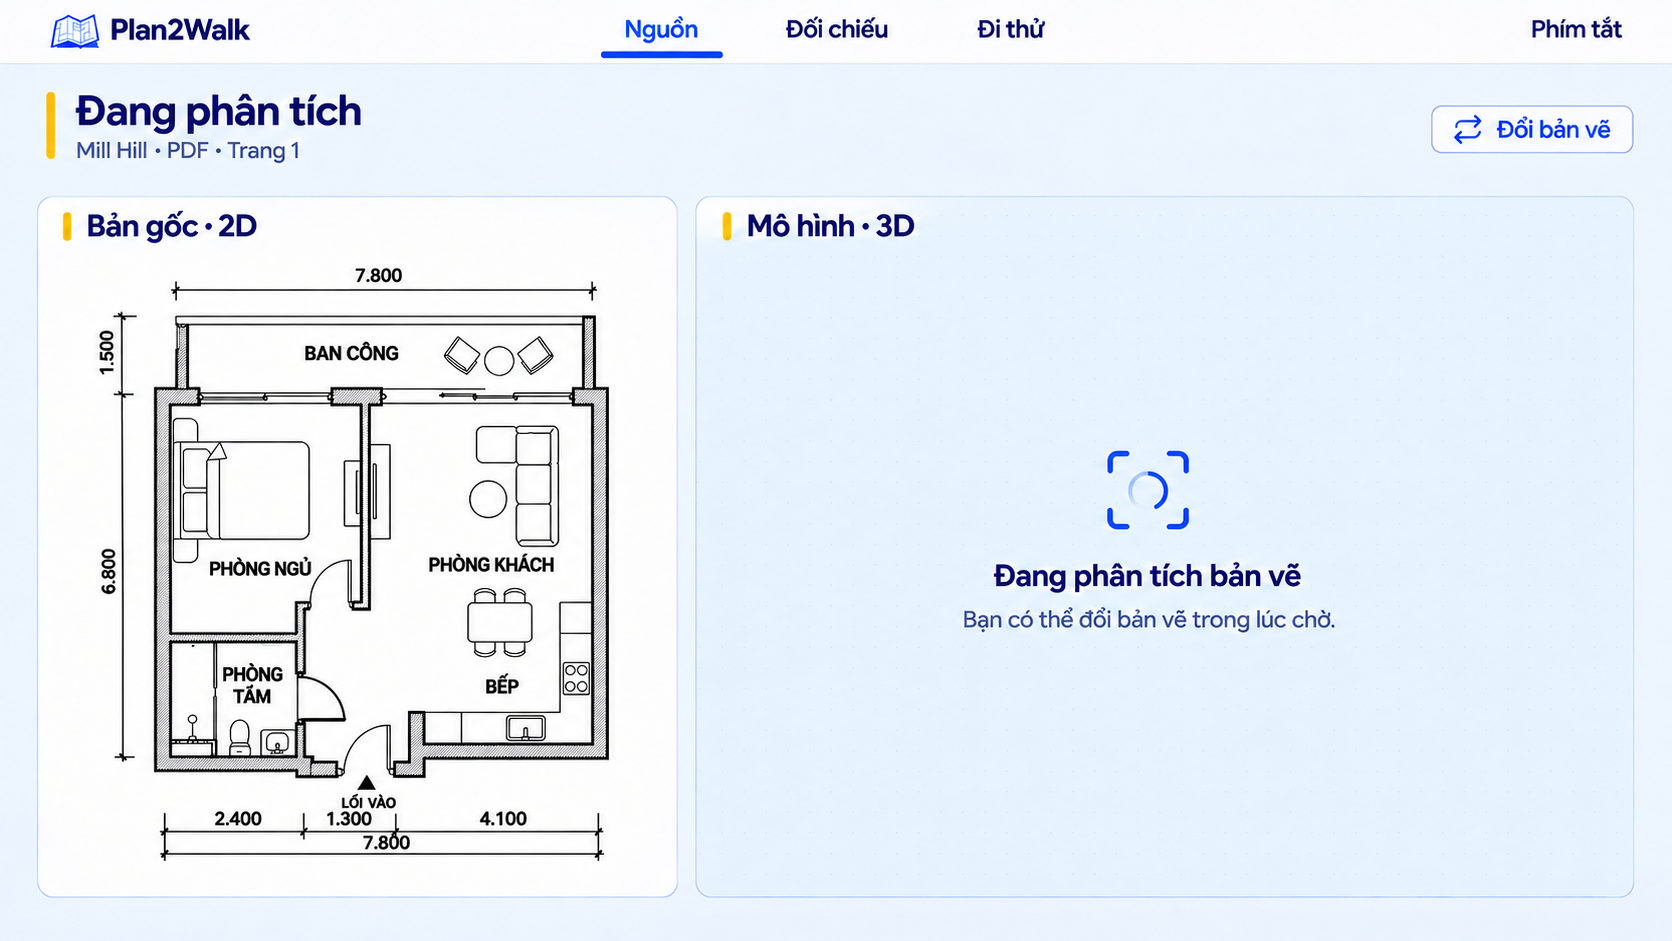 Plan2Walk
Nguồn
Đối chiếu
Đi thử
Phím tắt
Đang phân tích
Mill Hill • PDF • Trang 1
Đổi bản vẽ
Bản gốc • 2D
7.800
1.500
BAN CÔNG
6.800
PHÒNG NGỦ
PHÒNG KHÁCH
PHÒNG
TẮM
BẾP
LỐI VÀO
2.400
1.300
4.100
7.800
Mô hình • 3D
Đang phân tích bản vẽ
Bạn có thể đổi bản vẽ trong lúc chờ.